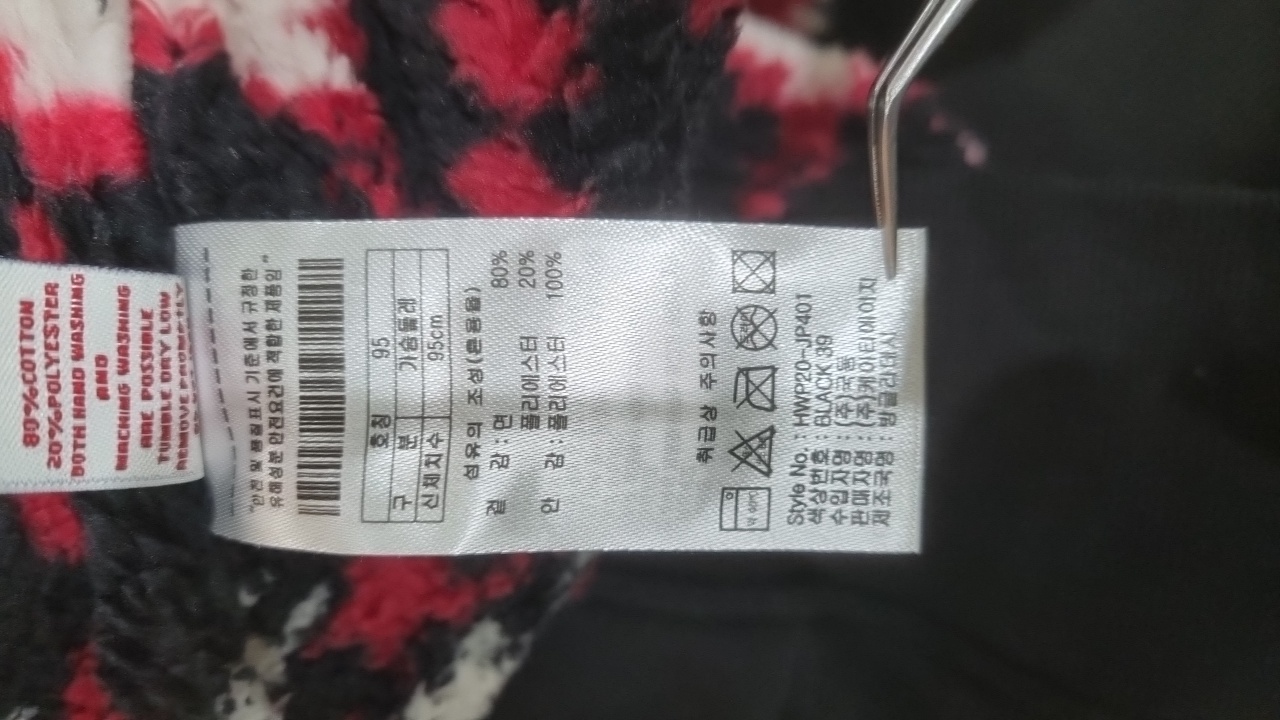 80%COTTON
20%POLYESTER
BOTH HAND WASHING
AND
MACHING WASHING
ARE POSSIBLE
TUMBLE DRY LOW
REMOVE PROMPTLY
"안전 및 품질표시 기준에서 규정한
유해성분 안전요건에 적합한 제품임"
호칭 95
구 분 가슴둘레
신체치수 95cm
섬유의 조성(혼용율)
겉 감 : 면 80%
폴리에스터 20%
안 감 : 폴리에스터 100%
취급상 주의사항
Style No. : HWP20-JP401
색상번호 : BLACK 39
수입자명 : (주)국동
판매자명 : (주)케이티에이지
제조국명 : 방글라데시